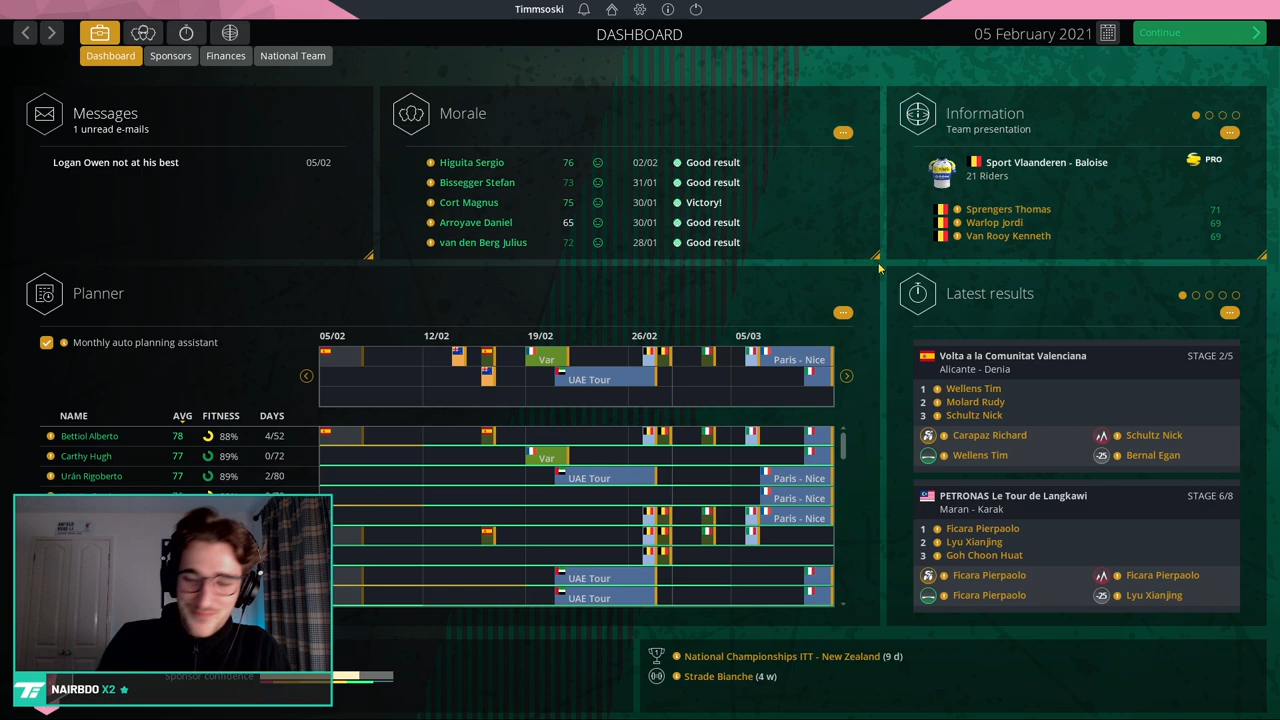 Timmsoski
DASHBOARD
05 February 2021
Continue
Dashboard
Sponsors
Finances
National Team
Messages
1 unread e-mails
Logan Owen not at his best 05/02
Morale
Higuita Sergio 76 02/02 Good result
Bissegger Stefan 73 31/01 Good result
Cort Magnus 75 30/01 Victory!
Arroyave Daniel 65 30/01 Good result
van den Berg Julius 72 28/01 Good result
Information
Team presentation
Sport Vlaanderen - Baloise PRO
21 Riders
Sprengers Thomas 71
Warlop Jordi 69
Van Rooy Kenneth 69
Planner
Monthly auto planning assistant
05/02 12/02 19/02 26/02 05/03
Var Paris - Nice
UAE Tour
NAME AVG FITNESS DAYS
Bettiol Alberto 78 88% 4/52
Carthy Hugh 77 89% 0/72 Var
Urán Rigoberto 77 89% 2/80 UAE Tour Paris - Nice
Paris - Nice
Paris - Nice
UAE Tour
UAE Tour
Latest results
Volta a la Comunitat Valenciana STAGE 2/5
Alicante - Denia
1 Wellens Tim
2 Molard Rudy
3 Schultz Nick
Carapaz Richard Schultz Nick
Wellens Tim -25 Bernal Egan
PETRONAS Le Tour de Langkawi STAGE 6/8
Maran - Karak
1 Ficara Pierpaolo
2 Lyu Xianjing
3 Goh Choon Huat
Ficara Pierpaolo Ficara Pierpaolo
Ficara Pierpaolo -25 Lyu Xianjing
Sponsor confidence
National Championships ITT - New Zealand (9 d)
Strade Bianche (4 w)
NAIRBDO X2